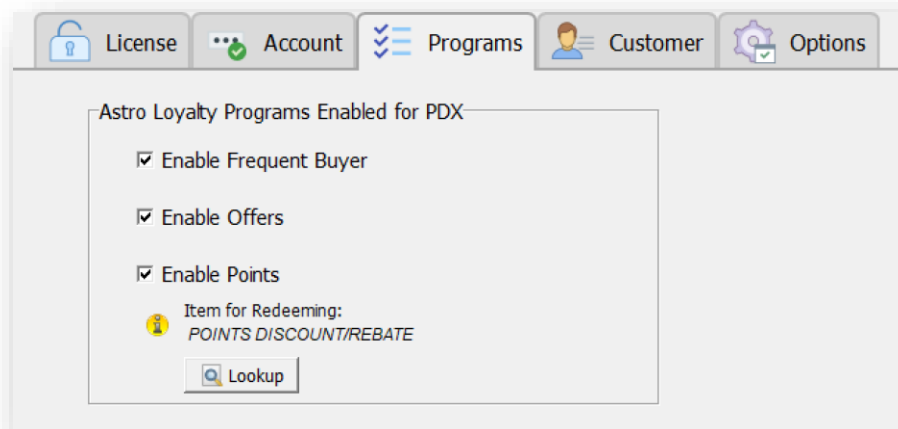 License Account Programs Customer Options
Astro Loyalty Programs Enabled for PDX
Enable Frequent Buyer
Enable Offers
Enable Points
Item for Redeeming:
POINTS DISCOUNT/REBATE
Lookup